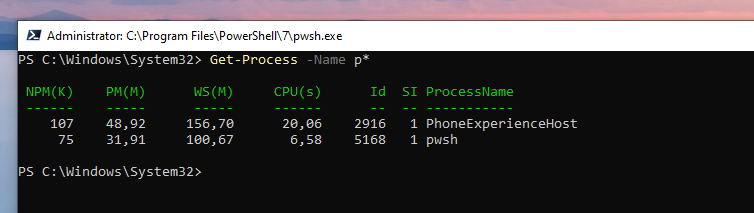 Administrator: C:\Program Files\PowerShell\7\pwsh.exe
PS C:\Windows\System32> Get-Process -Name p*
NPM(K) PM(M) WS(M) CPU(s) Id SI ProcessName
------ ----- ----- ------ -- -- -----------
107 48,92 156,70 20,06 2916 1 PhoneExperienceHost
75 31,91 100,67 6,58 5168 1 pwsh
PS C:\Windows\System32>